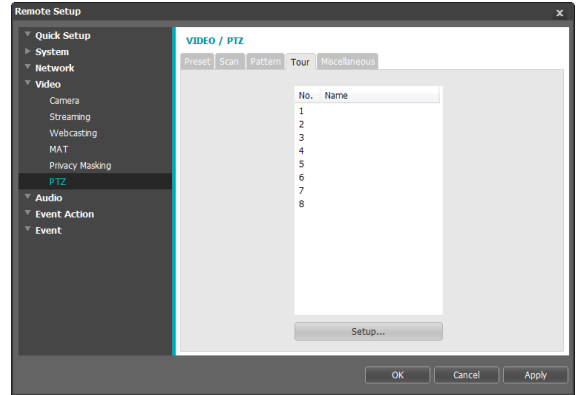 Remote Setup
x
Quick Setup
System
Network
Video
Camera
Streaming
Webcasting
MAT
Privacy Masking
PTZ
Audio
Event Action
Event
VIDEO / PTZ
Preset Scan Pattern Tour Miscellaneous
No. Name
1
2
3
4
5
6
7
8
Setup...
OK Cancel Apply